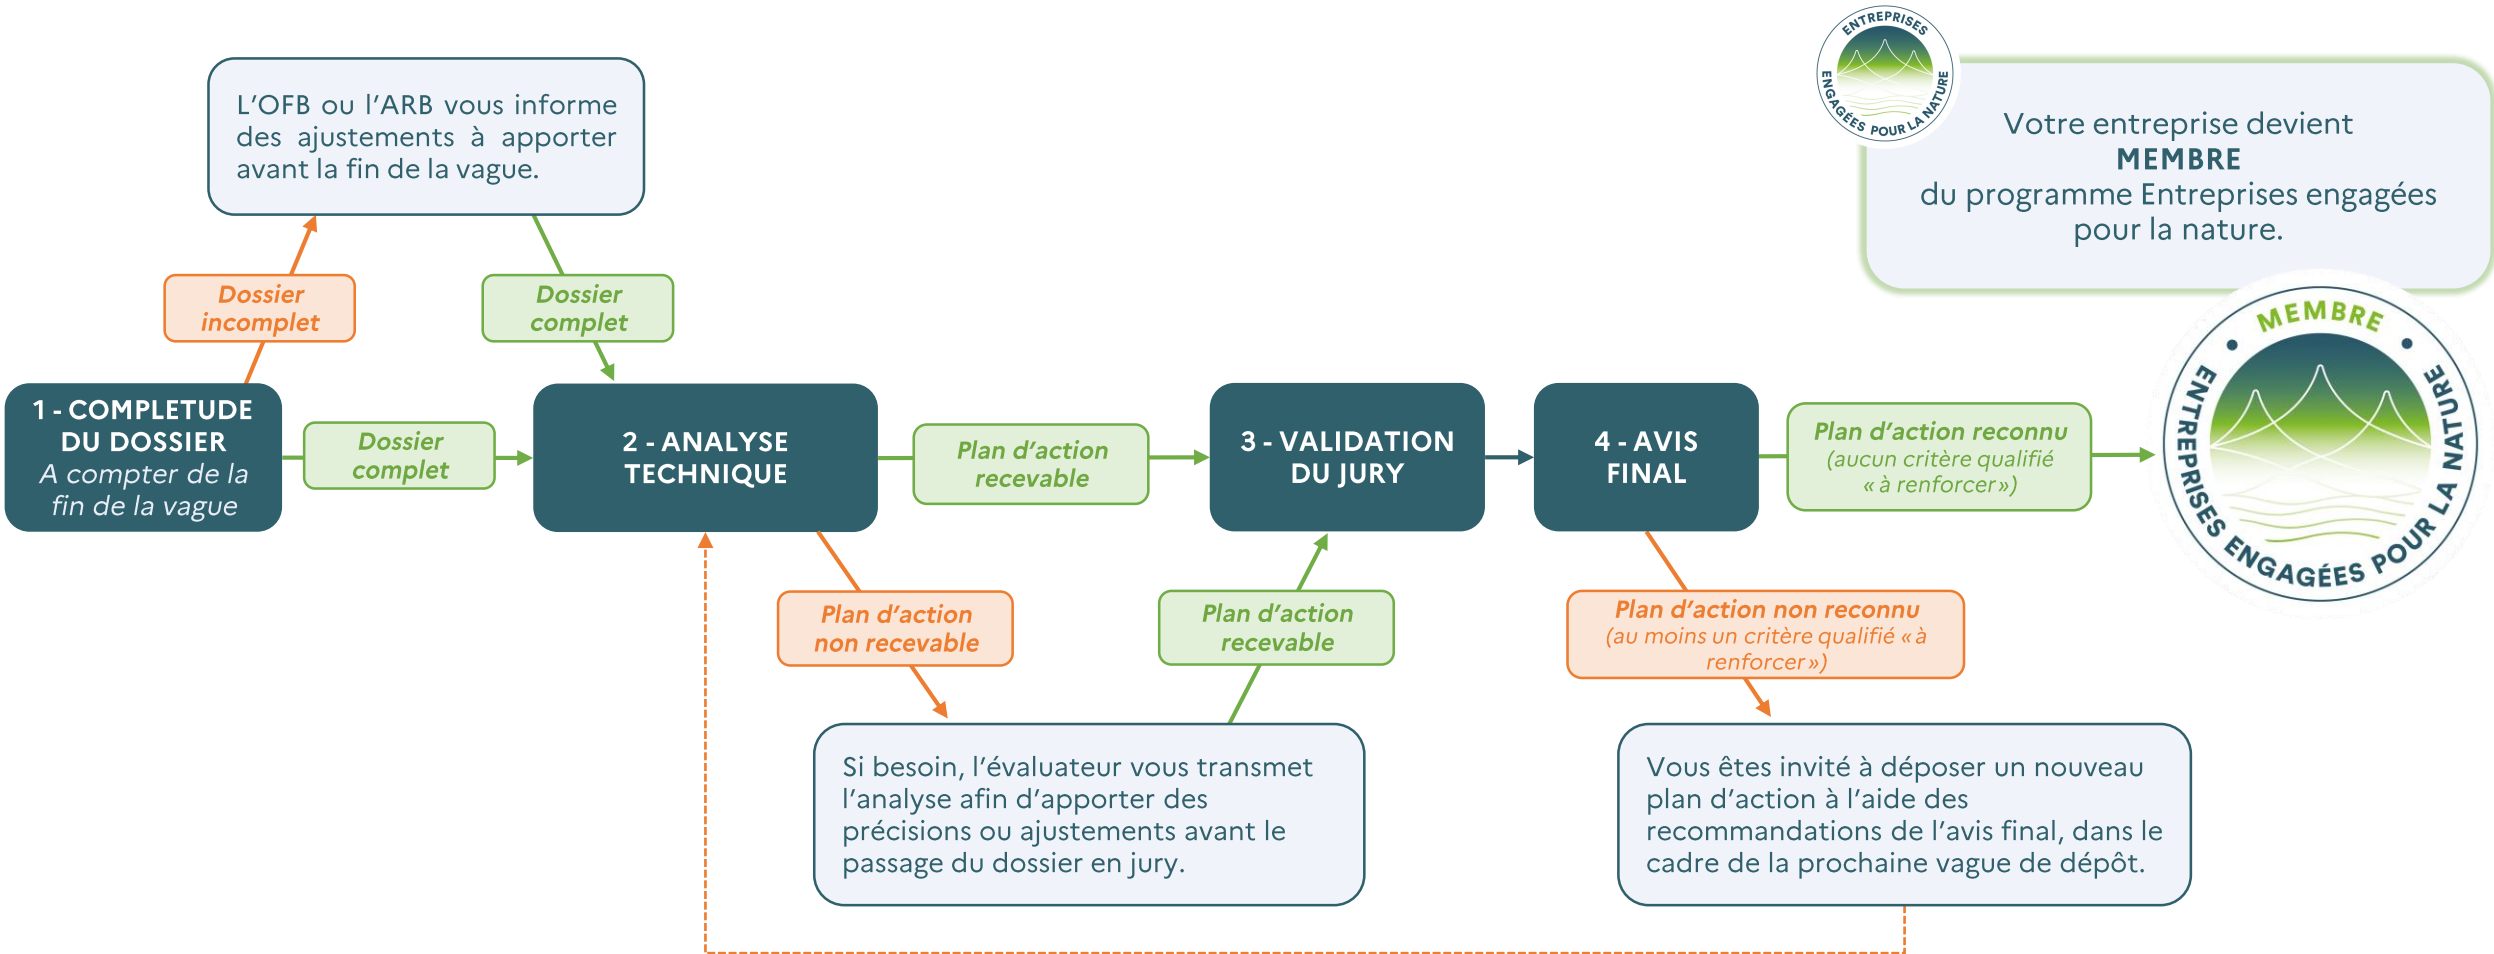 ENTREPRISES
ENGAGÉES POUR LA NATURE
L'OFB ou l'ARB vous informe
des ajustements à apporter
avant la fin de la vague.
Votre entreprise devient
MEMBRE
du programme Entreprises engagées
pour la nature.
Dossier
incomplet
Dossier
complet
1 - COMPLETUDE
DU DOSSIER
A compter de la
fin de la vague
Dossier
complet
2 - ANALYSE
TECHNIQUE
Plan d'action
recevable
3 - VALIDATION
DU JURY
4 - AVIS
FINAL
Plan d'action reconnu
(aucun critère qualifié
« à renforcer »)
• MEMBRE •
ENTREPRISES ENGAGÉES POUR LA NATURE
Plan d'action
non recevable
Plan d'action
recevable
Plan d'action non reconnu
(au moins un critère qualifié « à
renforcer »)
Si besoin, l'évaluateur vous transmet
l'analyse afin d'apporter des
précisions ou ajustements avant le
passage du dossier en jury.
Vous êtes invité à déposer un nouveau
plan d'action à l'aide des
recommandations de l'avis final, dans le
cadre de la prochaine vague de dépôt.